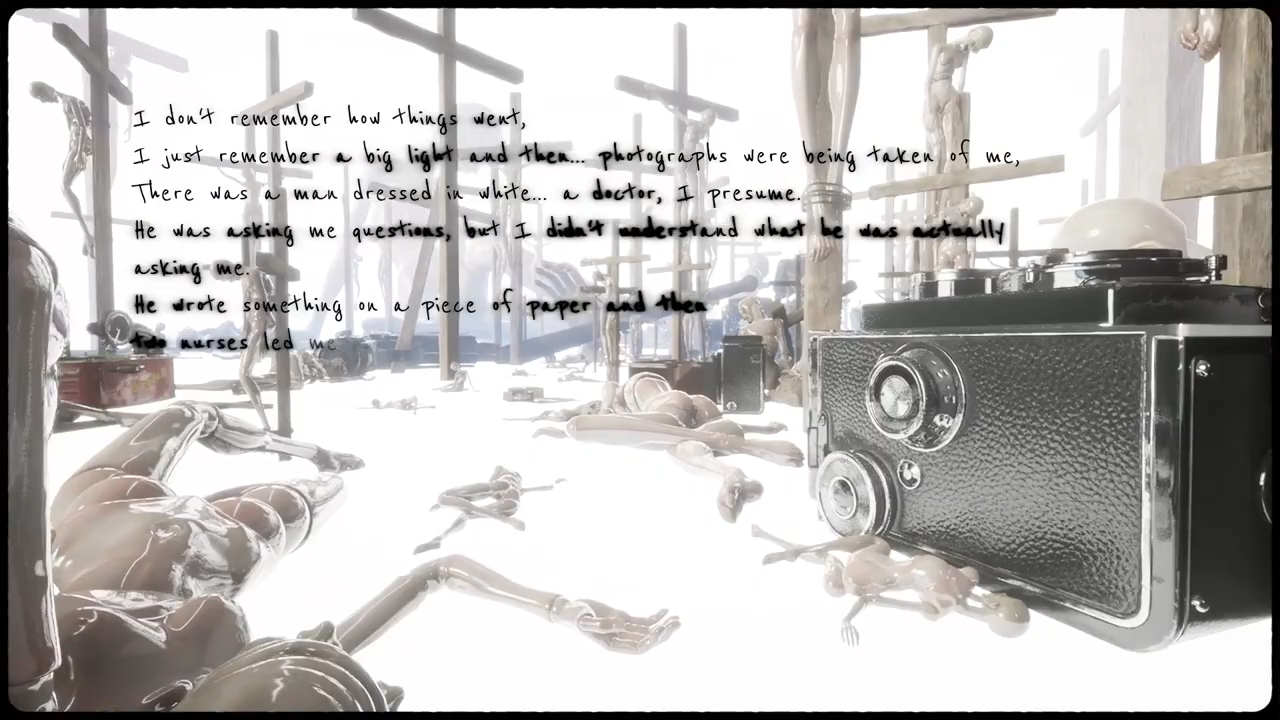 I don't remember how things went,
I just remember a big light and then... photographs were being taken of me,
There was a man dressed in white... a doctor, I presume.
He was asking me questions, but I didn't understand what he was actually
asking me.
He wrote something on a piece of paper and then
two nurses led me